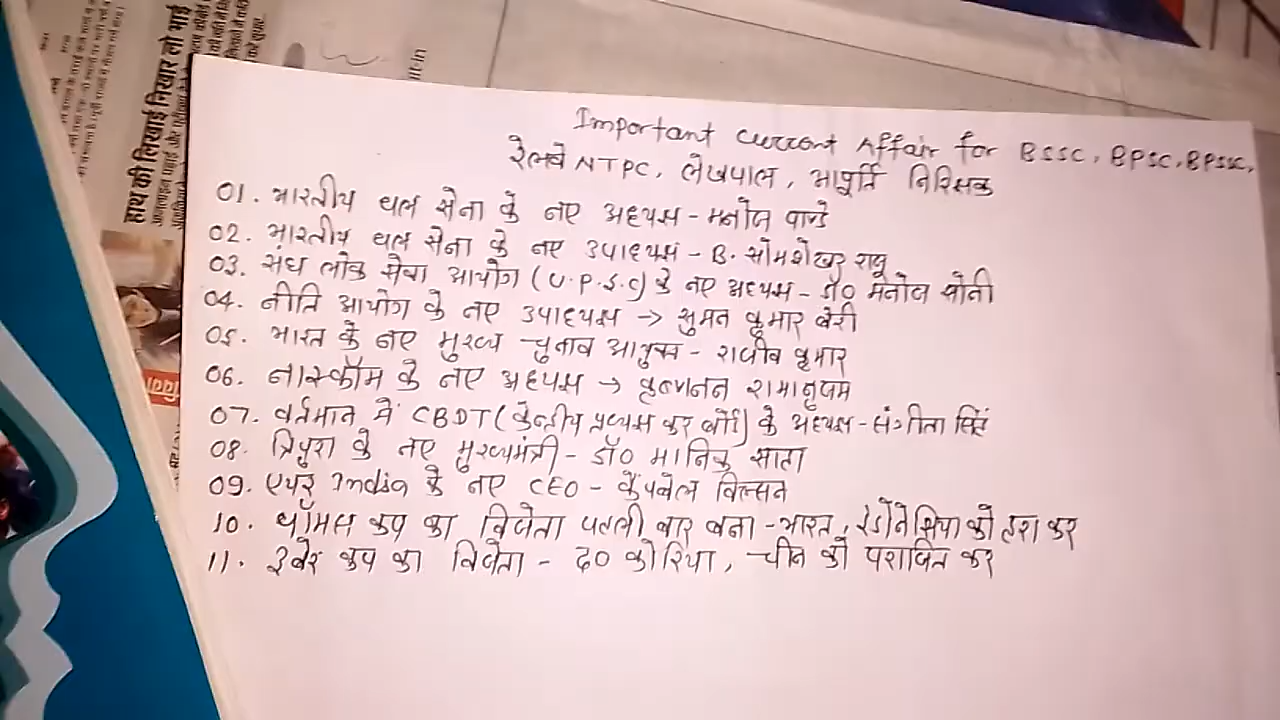 हाथ की लिखाई निखार लो भाई
Important Current Affair for BSSC, BPSC, BPSSC,
रेलवे NTPC, लेखपाल, आपूर्ति निरिक्षक
01. भारतीय थल सेना के नए अध्यक्ष - मनोज पाण्डे
02. भारतीय थल सेना के नए उपाध्यक्ष - B. सोमशेखर राजू
03. संघ लोक सेवा आयोग (U.P.S.C) के नए अध्यक्ष - डॉ० मनोज सोनी
04. नीति आयोग के नए उपाध्यक्ष → सुमन कुमार बेरी
05. भारत के नए मुख्य चुनाव आयुक्त - राजीव कुमार
06. नास्कॉम के नए अध्यक्ष → कृष्णनन रामानुजम
07. वर्तमान में CBDT (केन्द्रीय प्रत्यक्ष कर बोर्ड) के अध्यक्ष - संगीता सिंह
08. त्रिपुरा के नए मुख्यमंत्री - डॉ० मानिक साहा
09. एयर India के नए CEO - कैंपबेल विल्सन
10. थॉमस कप का विजेता पहली बार बना - भारत, इंडोनेशिया को हरा कर
11. उबेर कप का विजेता - द० कोरिया, चीन को पराजित कर